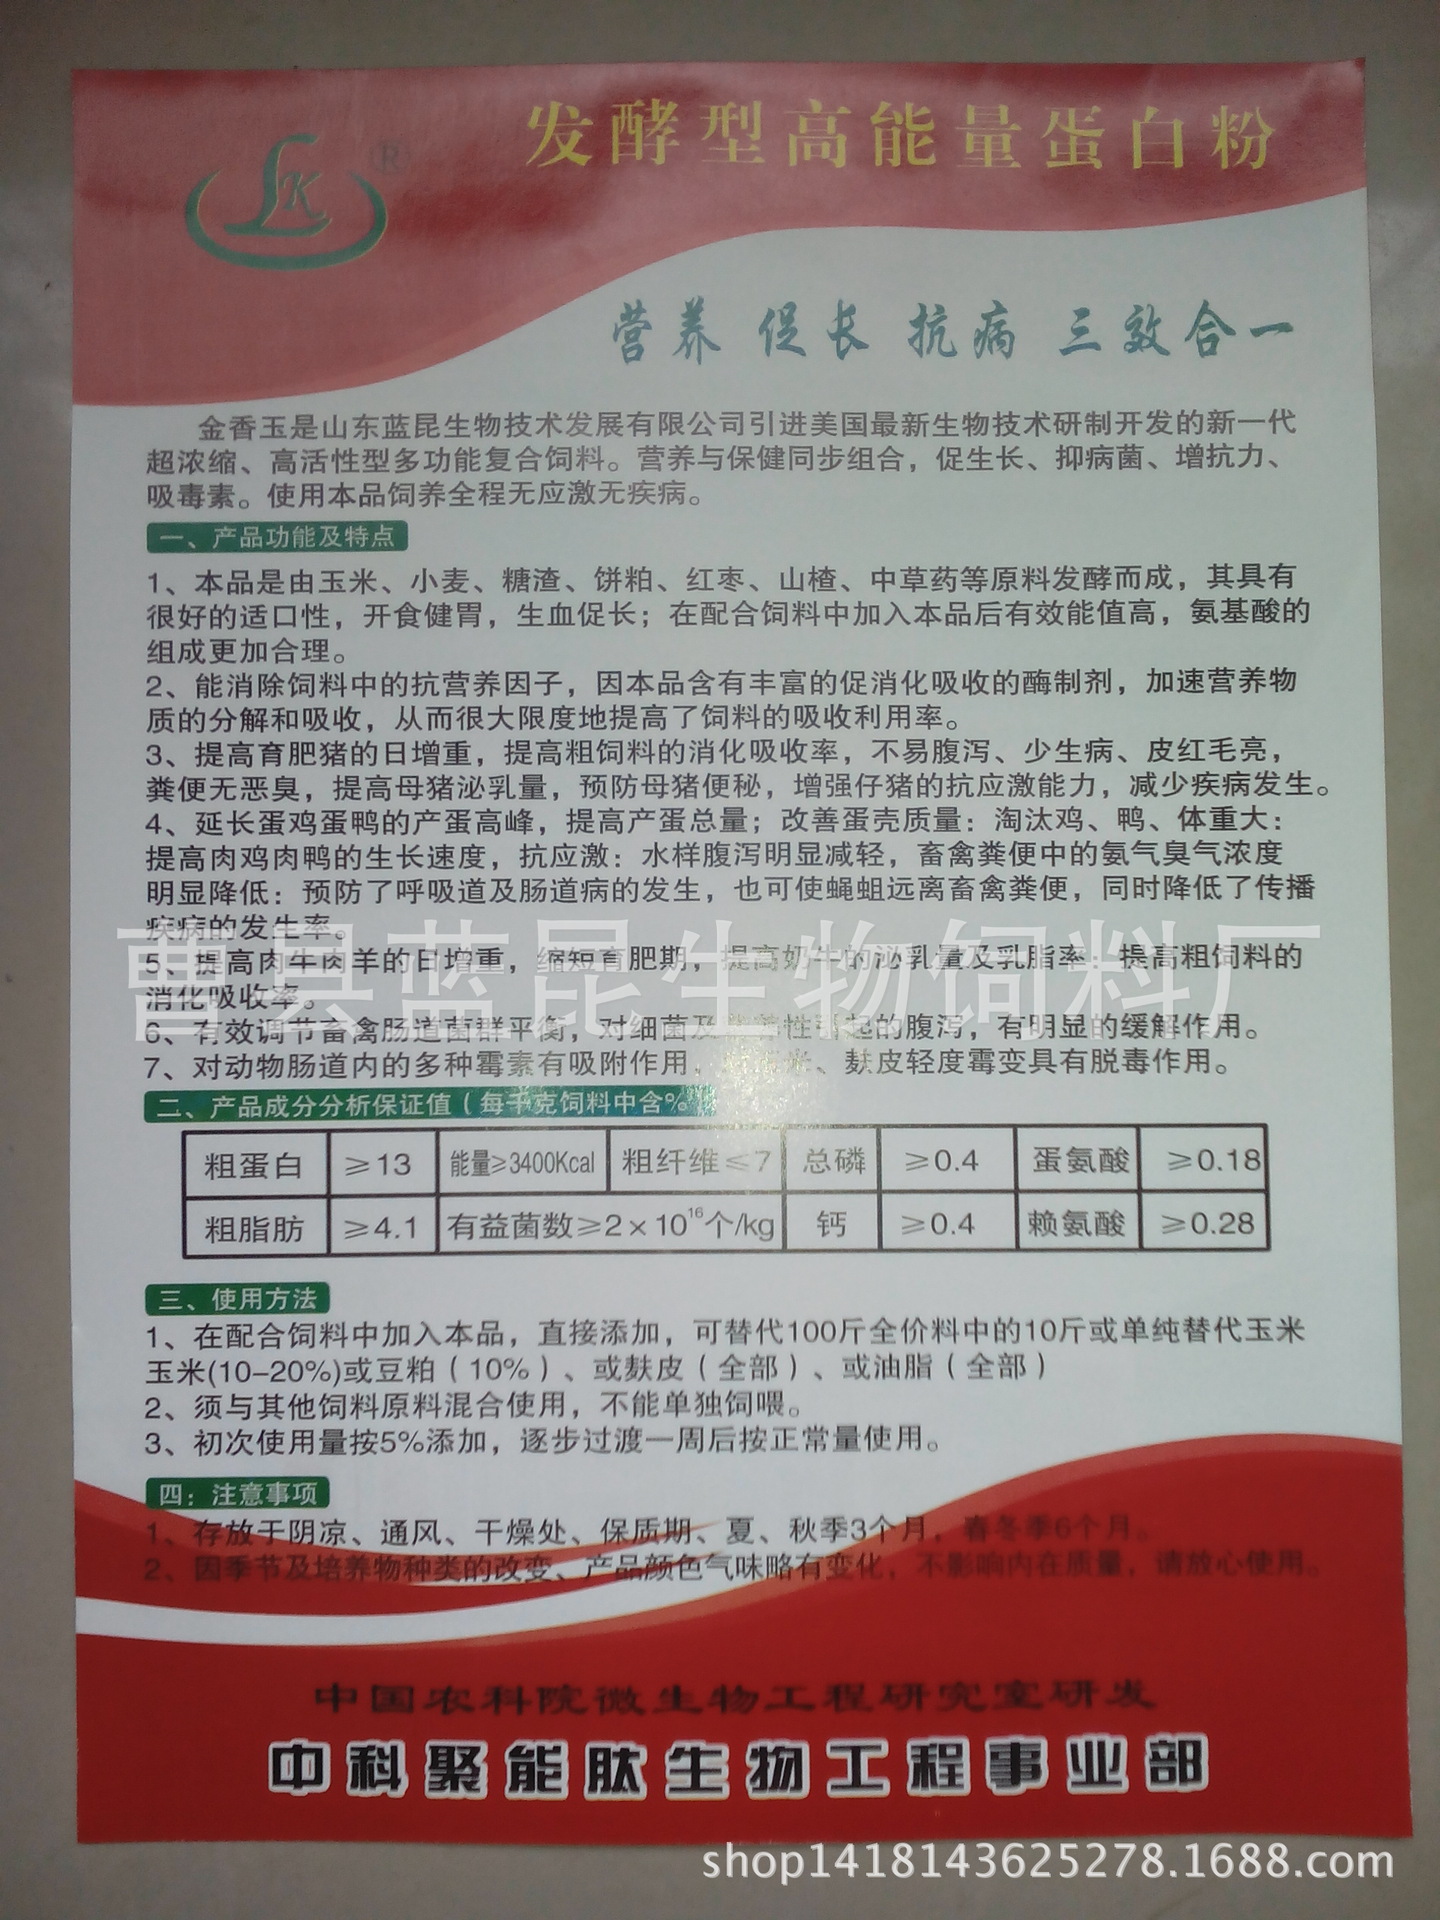 发酵型高能量蛋白粉
LK
®
营养 促长 抗病 三效合一
金香玉是山东蓝昆生物技术发展有限公司引进美国最新生物技术研制开发的新一代
超浓缩、高活性型多功能复合饲料。营养与保健同步组合，促生长、抑病菌、增抗力、
吸毒素。使用本品饲养全程无应激无疾病。
一、产品功能及特点
1、本品是由玉米、小麦、糖渣、饼粕、红枣、山楂、中草药等原料发酵而成，其具有
很好的适口性，开食健胃，生血促长；在配合饲料中加入本品后有效能值高，氨基酸的
组成更加合理。
2、能消除饲料中的抗营养因子，因本品含有丰富的促消化吸收的酶制剂，加速营养物
质的分解和吸收，从而很大限度地提高了饲料的吸收利用率。
3、提高育肥猪的日增重，提高粗饲料的消化吸收率，不易腹泻、少生病、皮红毛亮，
粪便无恶臭，提高母猪泌乳量，预防母猪便秘，增强仔猪的抗应激能力，减少疾病发生。
4、延长蛋鸡蛋鸭的产蛋高峰，提高产蛋总量；改善蛋壳质量：淘汰鸡、鸭、体重大：
提高肉鸡肉鸭的生长速度，抗应激：水样腹泻明显减轻，畜禽粪便中的氨气臭气浓度
明显降低：预防了呼吸道及肠道病的发生，也可使蝇蛆远离畜禽粪便，同时降低了传播
疾病的发生率。
曹县蓝昆生物饲料厂
5、提高肉牛肉羊的日增重，缩短育肥期，提高奶牛的泌乳量及乳脂率：提高粗饲料的
消化吸收率。
6、有效调节畜禽肠道菌群平衡，对细菌及 性引起的腹泻，有明显的缓解作用。
7、对动物肠道内的多种霉素有吸附作用， 米、麸皮轻度霉变具有脱毒作用。
二、产品成分分析保证值（每千克饲料中含%
粗蛋白 ≥13 能量≥3400Kcal 粗纤维≤7 总磷 ≥0.4 蛋氨酸 ≥0.18
粗脂肪 ≥4.1 有益菌数≥2×10¹⁶个/kg 钙 ≥0.4 赖氨酸 ≥0.28
三、使用方法
1、在配合饲料中加入本品，直接添加，可替代100斤全价料中的10斤或单纯替代玉米
玉米(10-20%)或豆粕（10%）、或麸皮（全部）、或油脂（全部）
2、须与其他饲料原料混合使用，不能单独饲喂。
3、初次使用量按5%添加，逐步过渡一周后按正常量使用。
四：注意事项
1、存放于阴凉、通风、干燥处、保质期、夏、秋季3个月，春冬季6个月。
2、因季节及培养物种类的改变、产品颜色气味略有变化，不影响内在质量，请放心使用。
中国农科院微生物工程研究室研发
中科聚能肽生物工程事业部
shop1418143625278.1688.com